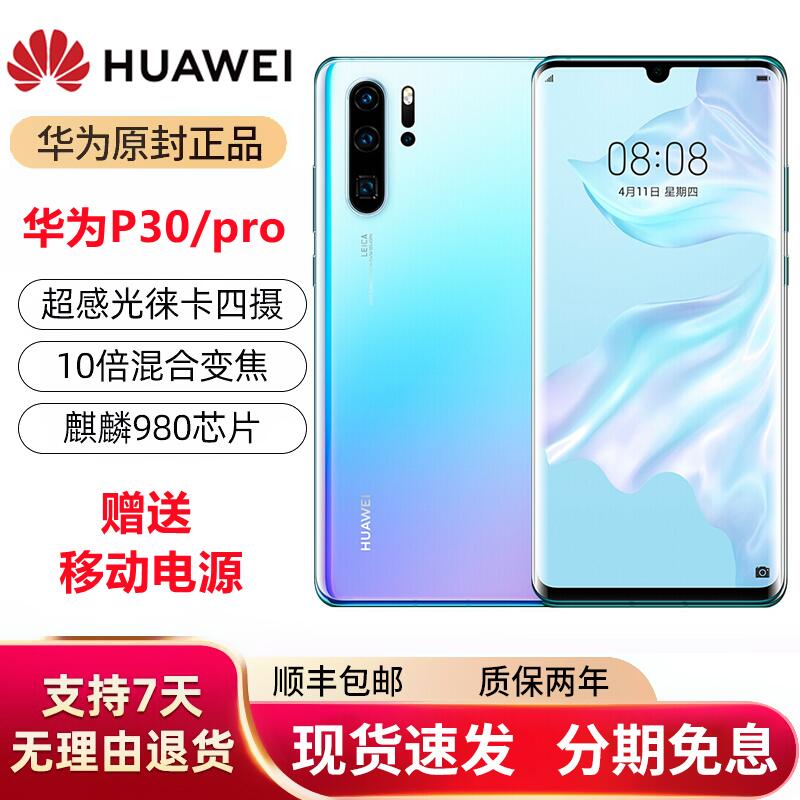 HUAWEI
华为原封正品
华为P30/pro
超感光徕卡四摄
10倍混合变焦
麒麟980芯片
赠送
移动电源
LEICA
HUAWEI
08:08
4月11日 星期四
支持7天
无理由退货
顺丰包邮 质保两年
现货速发 分期免息